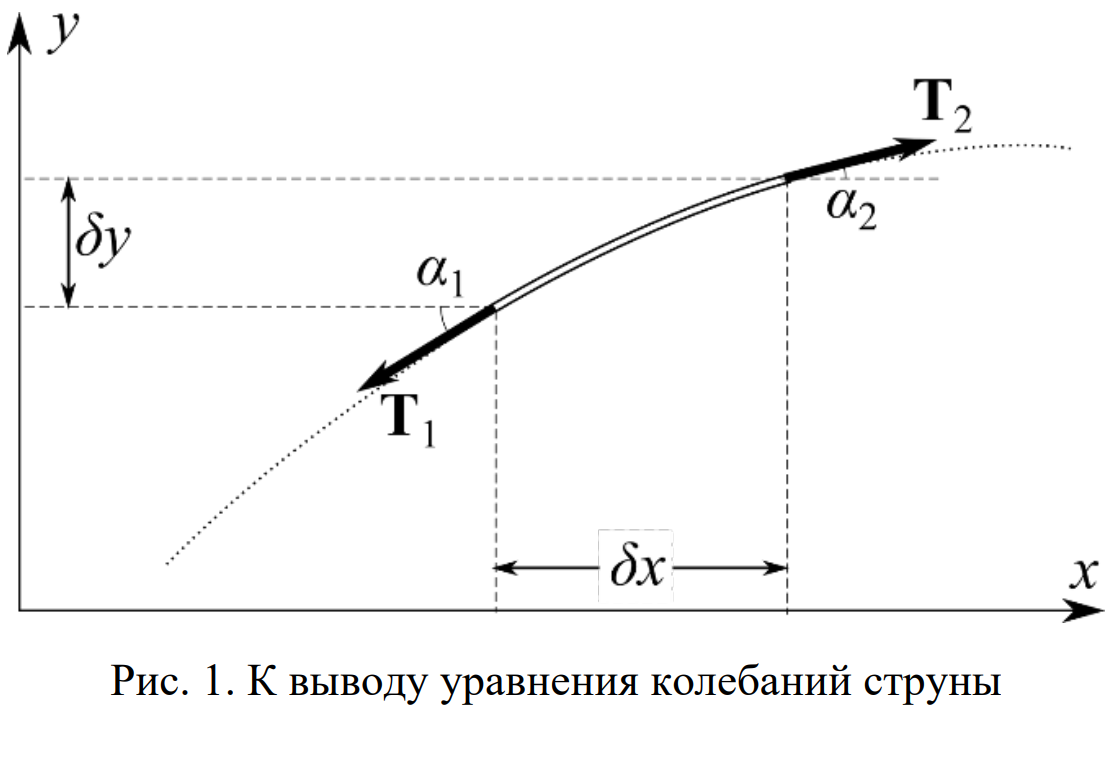 y
T₂
α₂
δy
α₁
T₁
δx
x
Рис. 1. К выводу уравнения колебаний струны